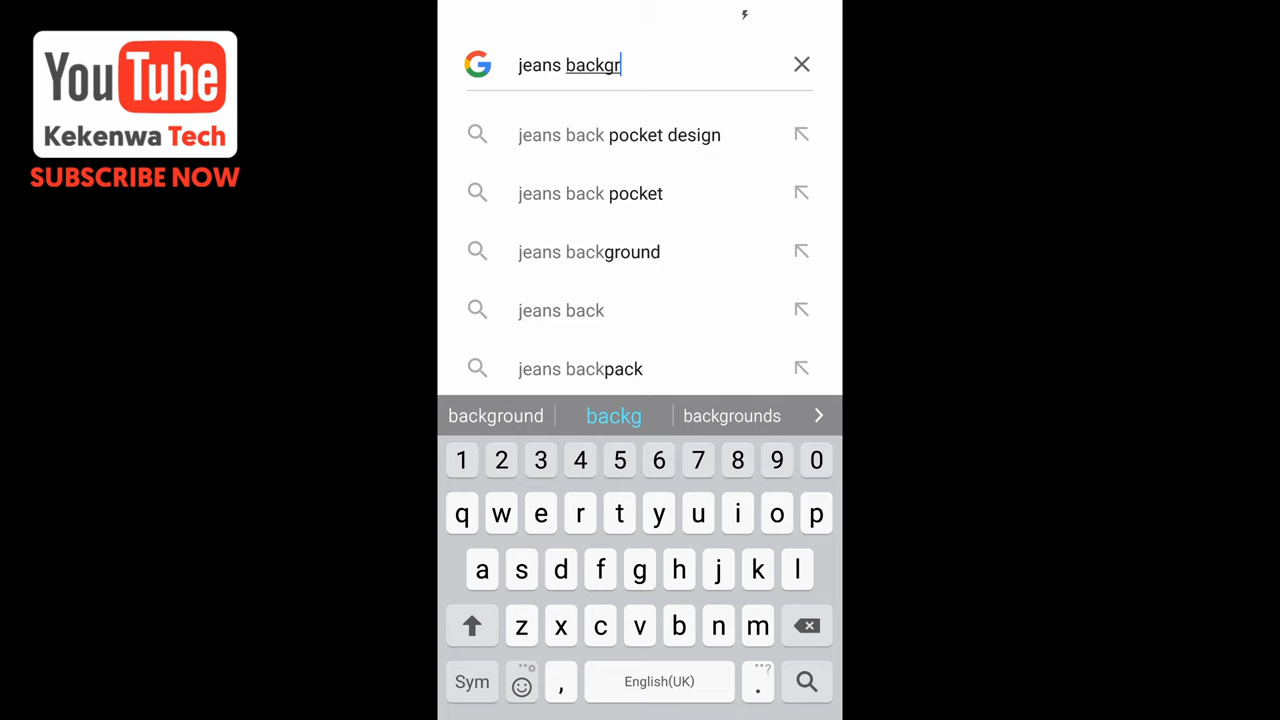 YouTube
Kekenwa Tech
SUBSCRIBE NOW
jeans backgr
jeans back pocket design
jeans back pocket
jeans background
jeans back
jeans backpack
background backg backgrounds
1 2 3 4 5 6 7 8 9 0
q w e r t y u i o p
a s d f g h j k l
z x c v b n m
Sym , English(UK) . ?